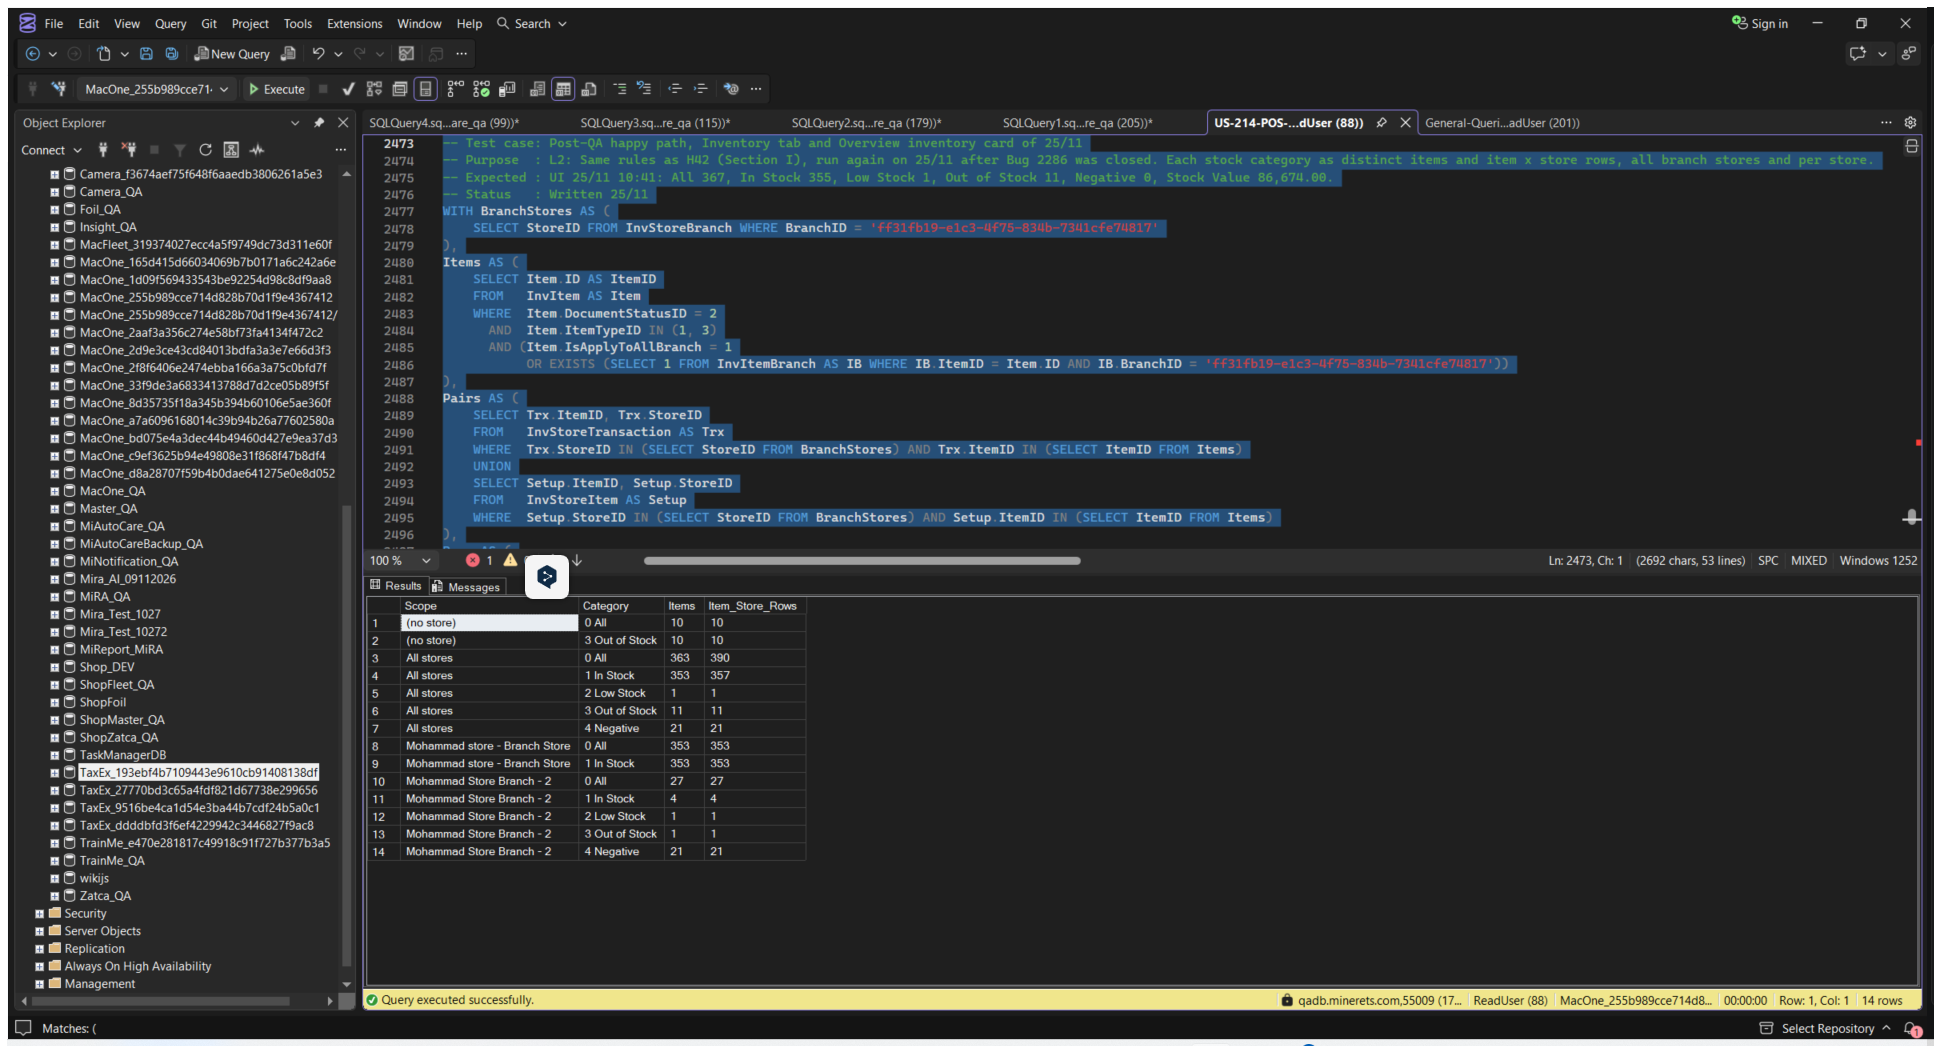 File Edit View Query Git Project Tools Extensions Window Help Search Sign in
New Query
MacOne_255b989cce71 Execute
Object Explorer
SQLQuery4.sq...are_qa (99))* SQLQuery3.sq...re_qa (115))* SQLQuery2.sq...re_qa (179))* SQLQuery1.sq...re_qa (205))* US-214-POS-...dUser (88)) General-Queri...adUser (201))
Connect
Camera_f3674aef75f648f6aaedb3806261a5e3
Camera_QA
Foil_QA
Insight_QA
MacFleet_319374027ecc4a5f9749dc73d311e60f
MacOne_165d415d66034069b7b0171a6c242a6e
MacOne_1d09f569433543be92254d98c8df9aa8
MacOne_255b989cce714d828b70d1f9e4367412
MacOne_255b989cce714d828b70d1f9e4367412/
MacOne_2aaf3a356c274e58bf73fa4134f472c2
MacOne_2d9e3ce43cd84013bdfa3a3e7e66d3f3
MacOne_2f8f6406e2474ebba166a3a75c0bfd7f
MacOne_33f9de3a6833413788d7d2ce05b89f5f
MacOne_8d35735f18a345b394b60106e5ae360f
MacOne_a7a6096168014c39b94b26a77602580a
MacOne_bd075e4a3dec44b49460d427e9ea37d3
MacOne_c9ef3625b94e49808e31f868f47b8df4
MacOne_d8a28707f59b4b0dae641275e0e8d052
MacOne_QA
Master_QA
MiAutoCare_QA
MiAutoCareBackup_QA
MiNotification_QA
Mira_AI_09112026
MiRA_QA
Mira_Test_1027
Mira_Test_10272
MiReport_MiRA
Shop_DEV
ShopFleet_QA
ShopFoil
ShopMaster_QA
ShopZatca_QA
TaskManagerDB
TaxEx_193ebf4b7109443e9610cb91408138df
TaxEx_27770bd3c65a4fdf821d67738e299656
TaxEx_9516be4ca1d54e3ba44b7cdf24b5a0c1
TaxEx_ddddbfd3f6ef4229942c3446827f9ac8
TrainMe_e470e281817c49918c91f727b377b3a5
TrainMe_QA
wikijs
Zatca_QA
Security
Server Objects
Replication
Always On High Availability
Management
2473 -- Test case: Post-QA happy path, Inventory tab and Overview inventory card of 25/11
2474 -- Purpose : L2: Same rules as H42 (Section I), run again on 25/11 after Bug 2286 was closed. Each stock category as distinct items and item x store rows, all branch stores and per store.
2475 -- Expected : UI 25/11 10:41: All 367, In Stock 355, Low Stock 1, Out of Stock 11, Negative 0, Stock Value 86,674.00.
2476 -- Status : Written 25/11
2477 WITH BranchStores AS (
2478 SELECT StoreID FROM InvStoreBranch WHERE BranchID = 'ff31fb19-e1c3-4f75-834b-7341cfe74817'
2479 ),
2480 Items AS (
2481 SELECT Item.ID AS ItemID
2482 FROM InvItem AS Item
2483 WHERE Item.DocumentStatusID = 2
2484 AND Item.ItemTypeID IN (1, 3)
2485 AND (Item.IsApplyToAllBranch = 1
2486 OR EXISTS (SELECT 1 FROM InvItemBranch AS IB WHERE IB.ItemID = Item.ID AND IB.BranchID = 'ff31fb19-e1c3-4f75-834b-7341cfe74817'))
2487 ),
2488 Pairs AS (
2489 SELECT Trx.ItemID, Trx.StoreID
2490 FROM InvStoreTransaction AS Trx
2491 WHERE Trx.StoreID IN (SELECT StoreID FROM BranchStores) AND Trx.ItemID IN (SELECT ItemID FROM Items)
2492 UNION
2493 SELECT Setup.ItemID, Setup.StoreID
2494 FROM InvStoreItem AS Setup
2495 WHERE Setup.StoreID IN (SELECT StoreID FROM BranchStores) AND Setup.ItemID IN (SELECT ItemID FROM Items)
2496 ),
100 % 1 Ln: 2473, Ch: 1 (2692 chars, 53 lines) SPC MIXED Windows 1252
Results Messages
Scope Category Items Item_Store_Rows
1 (no store) 0 All 10 10
2 (no store) 3 Out of Stock 10 10
3 All stores 0 All 363 390
4 All stores 1 In Stock 353 357
5 All stores 2 Low Stock 1 1
6 All stores 3 Out of Stock 11 11
7 All stores 4 Negative 21 21
8 Mohammad store - Branch Store 0 All 353 353
9 Mohammad store - Branch Store 1 In Stock 353 353
10 Mohammad Store Branch - 2 0 All 27 27
11 Mohammad Store Branch - 2 1 In Stock 4 4
12 Mohammad Store Branch - 2 2 Low Stock 1 1
13 Mohammad Store Branch - 2 3 Out of Stock 1 1
14 Mohammad Store Branch - 2 4 Negative 21 21
Query executed successfully. qadb.minerets.com,55009 (17... ReadUser (88) MacOne_255b989cce714d8... 00:00:00 Row: 1, Col: 1 14 rows
Matches: ( Select Repository 1